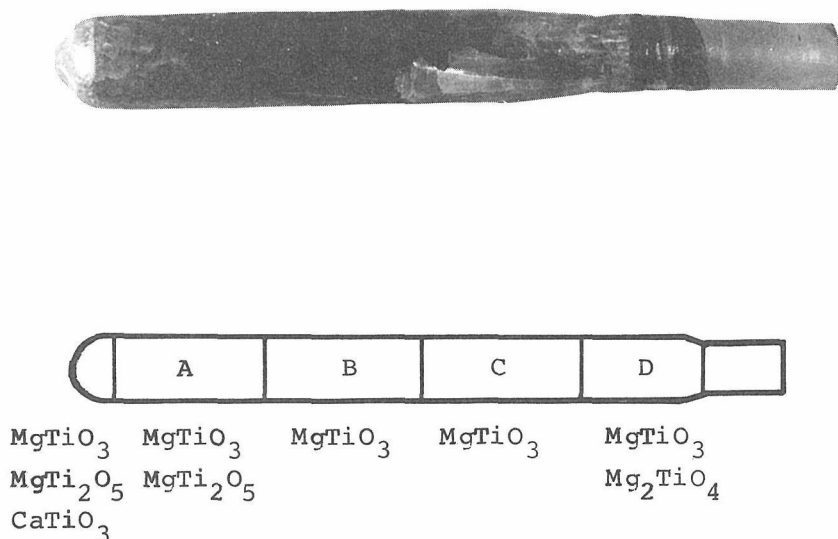 A B C D
MgTiO₃ MgTiO₃ MgTiO₃ MgTiO₃ MgTiO₃
MgTi₂O₅ MgTi₂O₅ Mg₂TiO₄
CaTiO₃